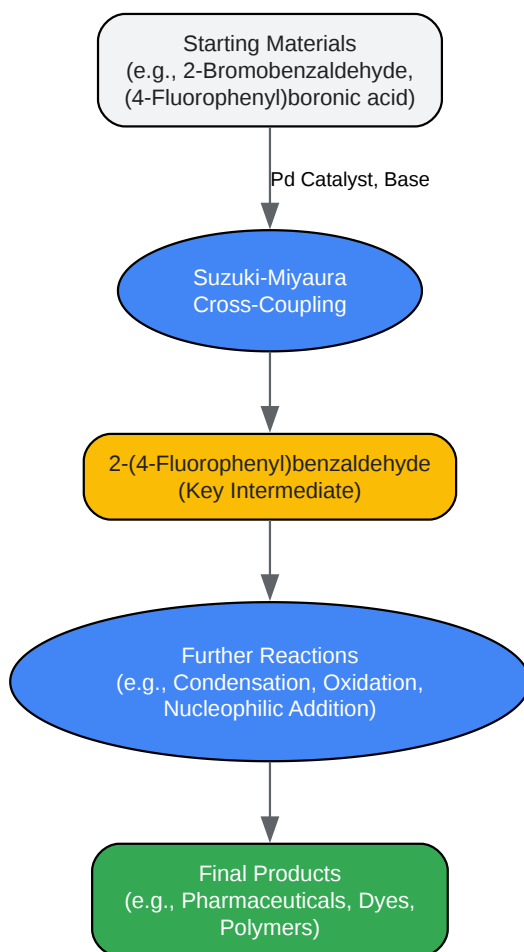 Starting Materials
(e.g., 2-Bromobenzaldehyde,
(4-Fluorophenyl)boronic acid)
Pd Catalyst, Base
Suzuki-Miyaura
Cross-Coupling
2-(4-Fluorophenyl)benzaldehyde
(Key Intermediate)
Further Reactions
(e.g., Condensation, Oxidation,
Nucleophilic Addition)
Final Products
(e.g., Pharmaceuticals, Dyes,
Polymers)